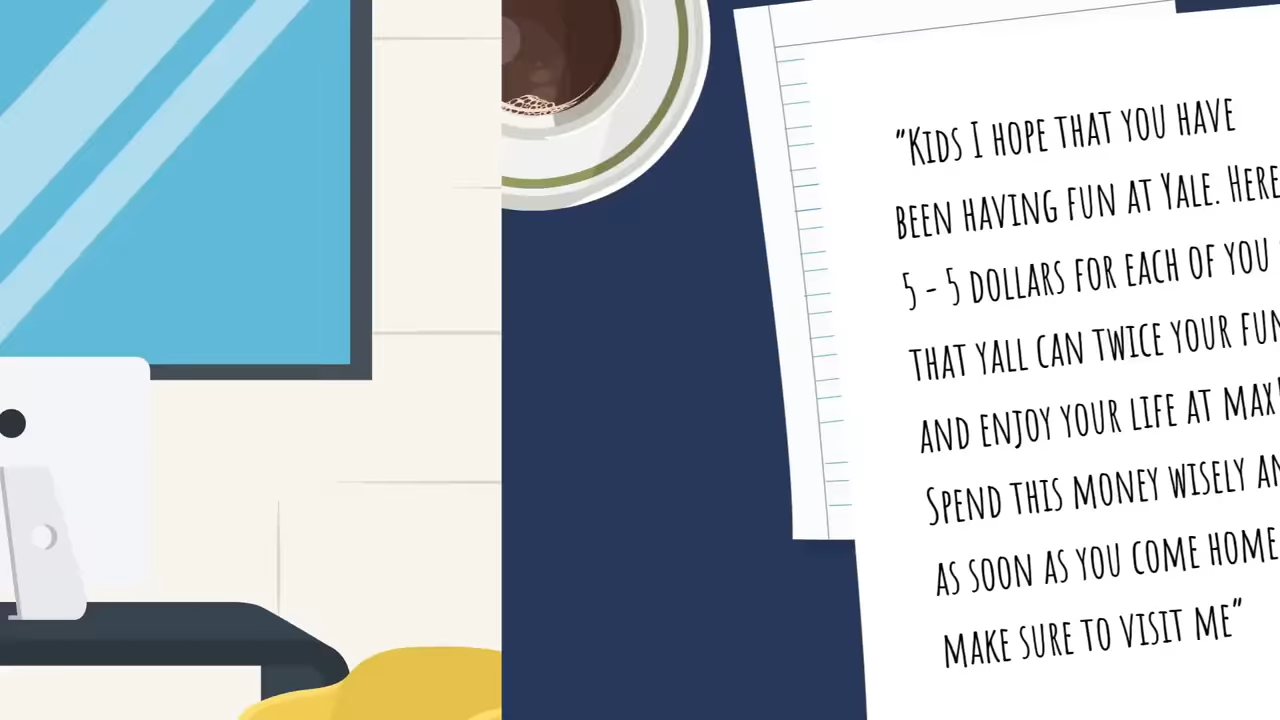 "Kids I hope that you have
been having fun at Yale. Here
5 - 5 dollars for each of you
that yall can twice your fun
and enjoy your life at max!
Spend this money wisely an
as soon as you come home
make sure to visit me"